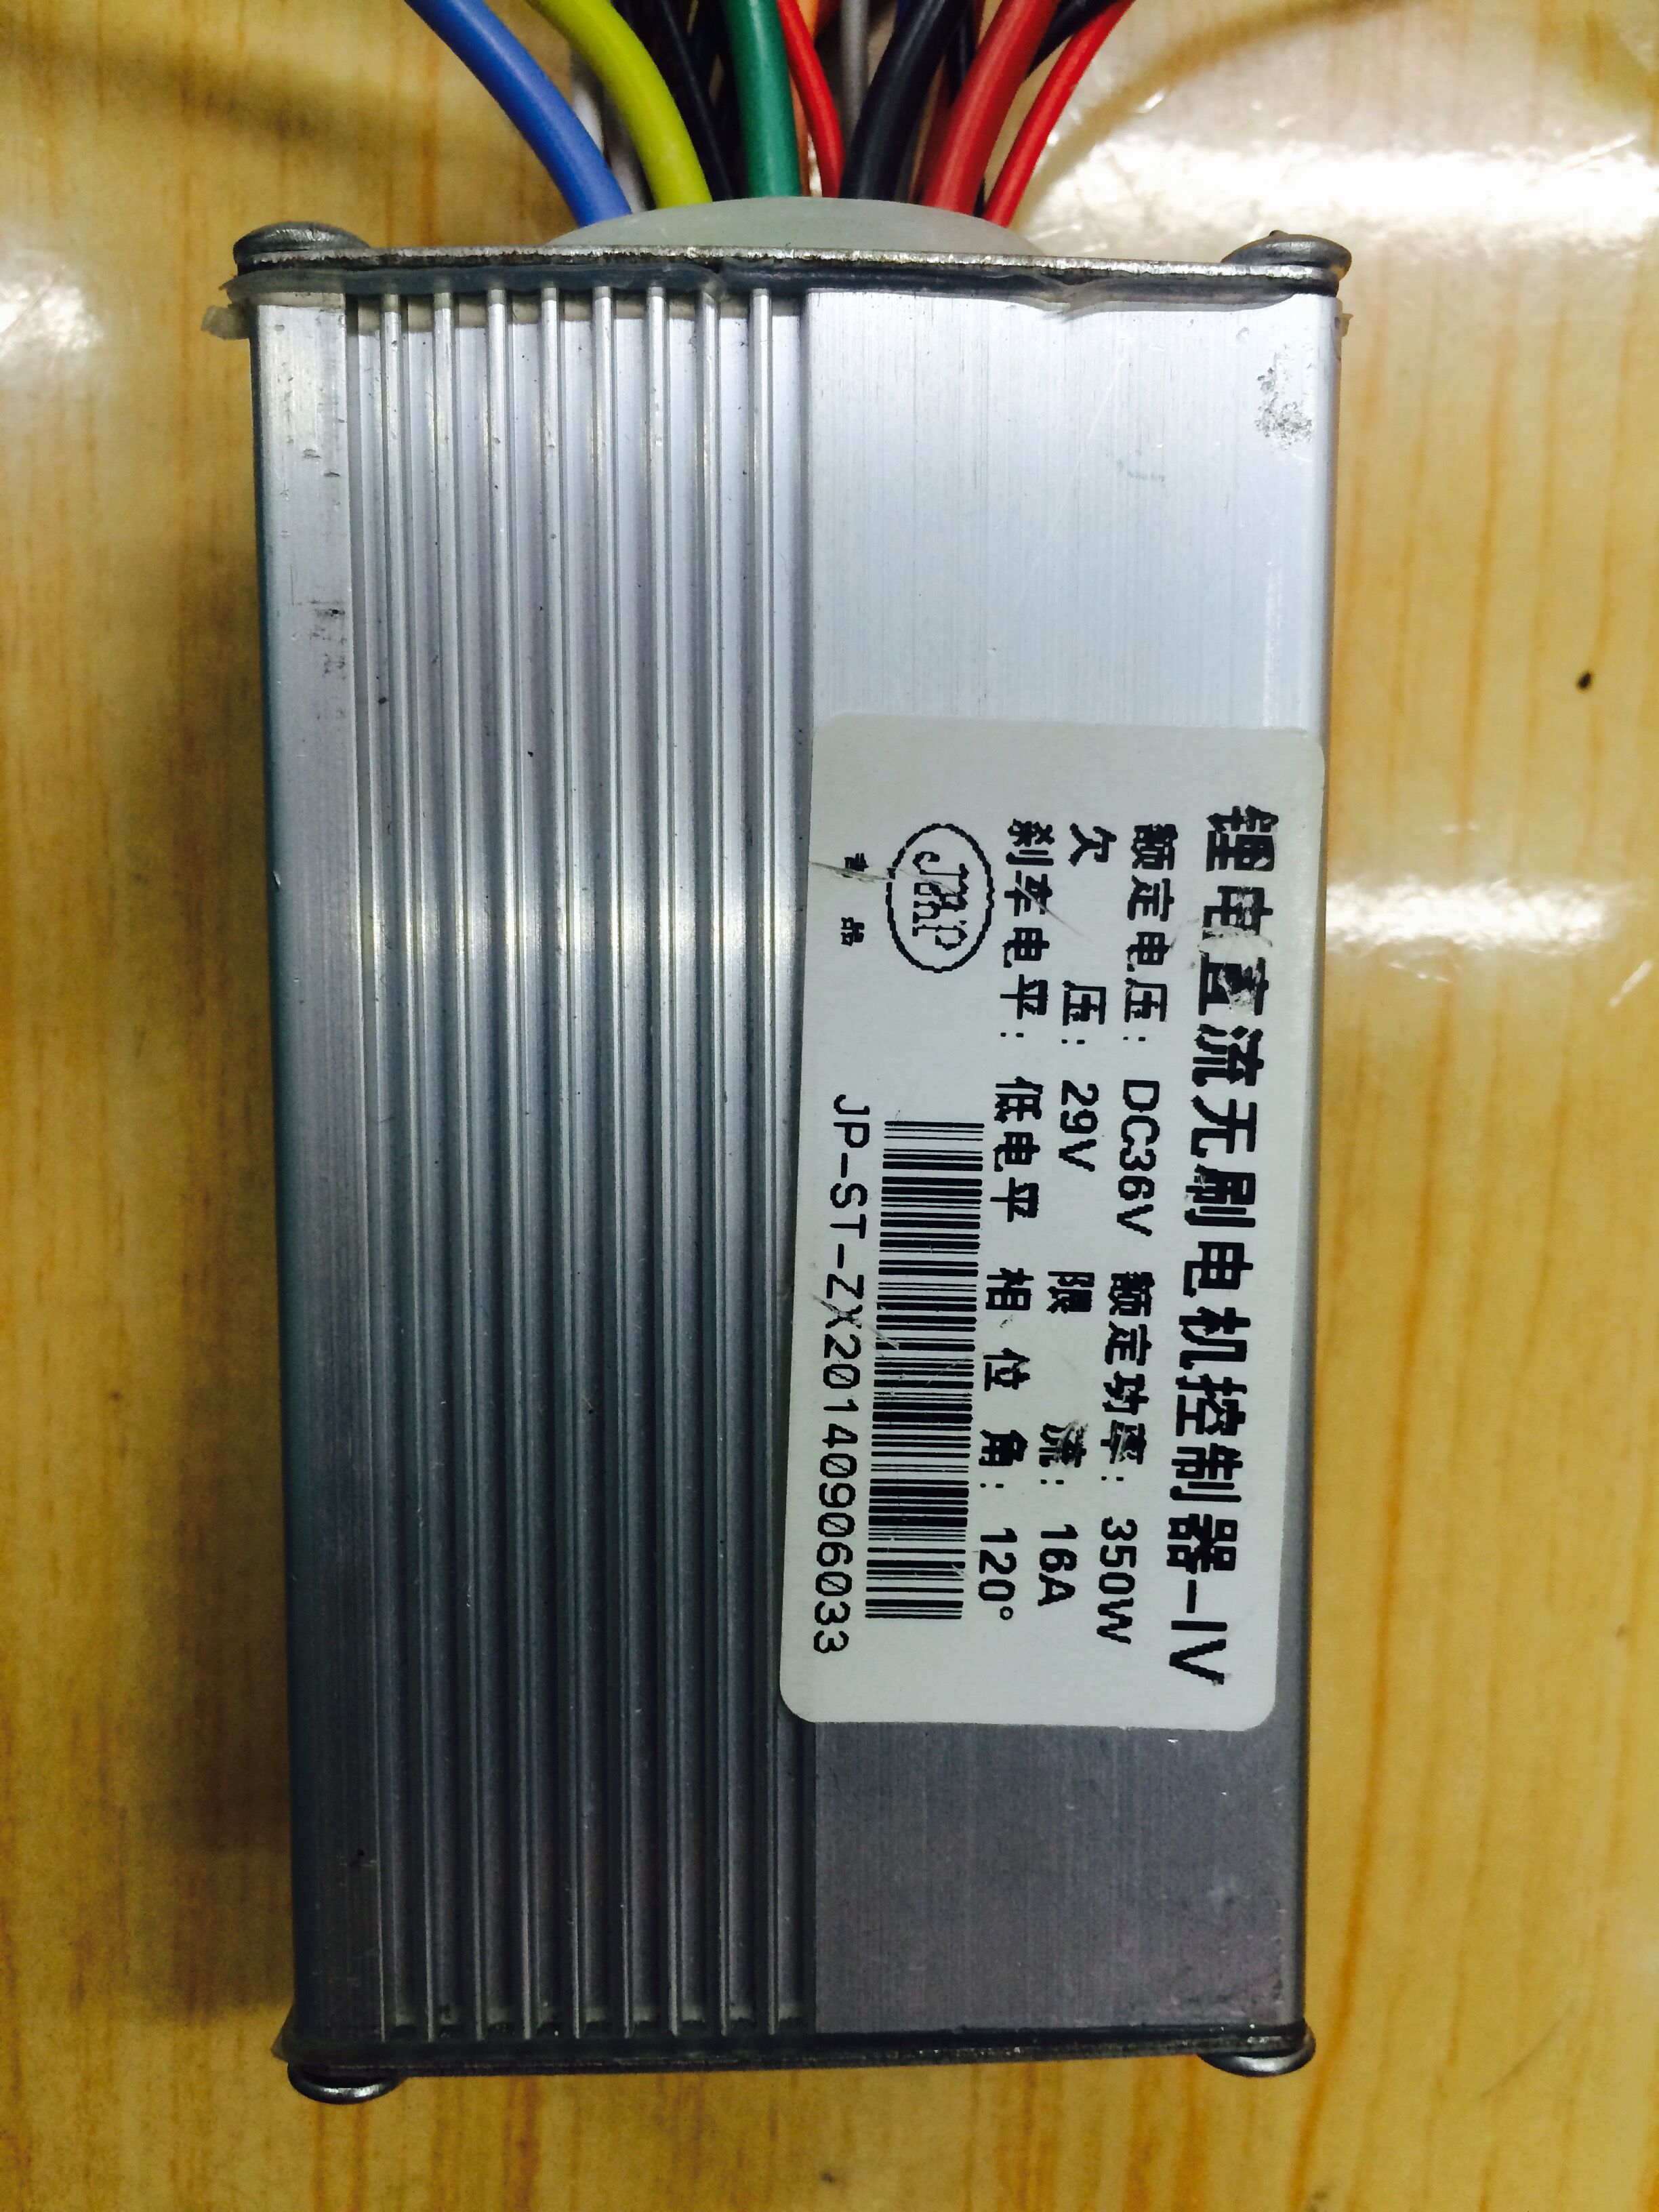 锂电直流无刷电机控制器-IV
额定电压: DC36V 额定功率: 350W
欠 压: 29V 限 流: 16A
刹车电平: 低电平 相位角: 120°
JP-ST-ZX20140906033